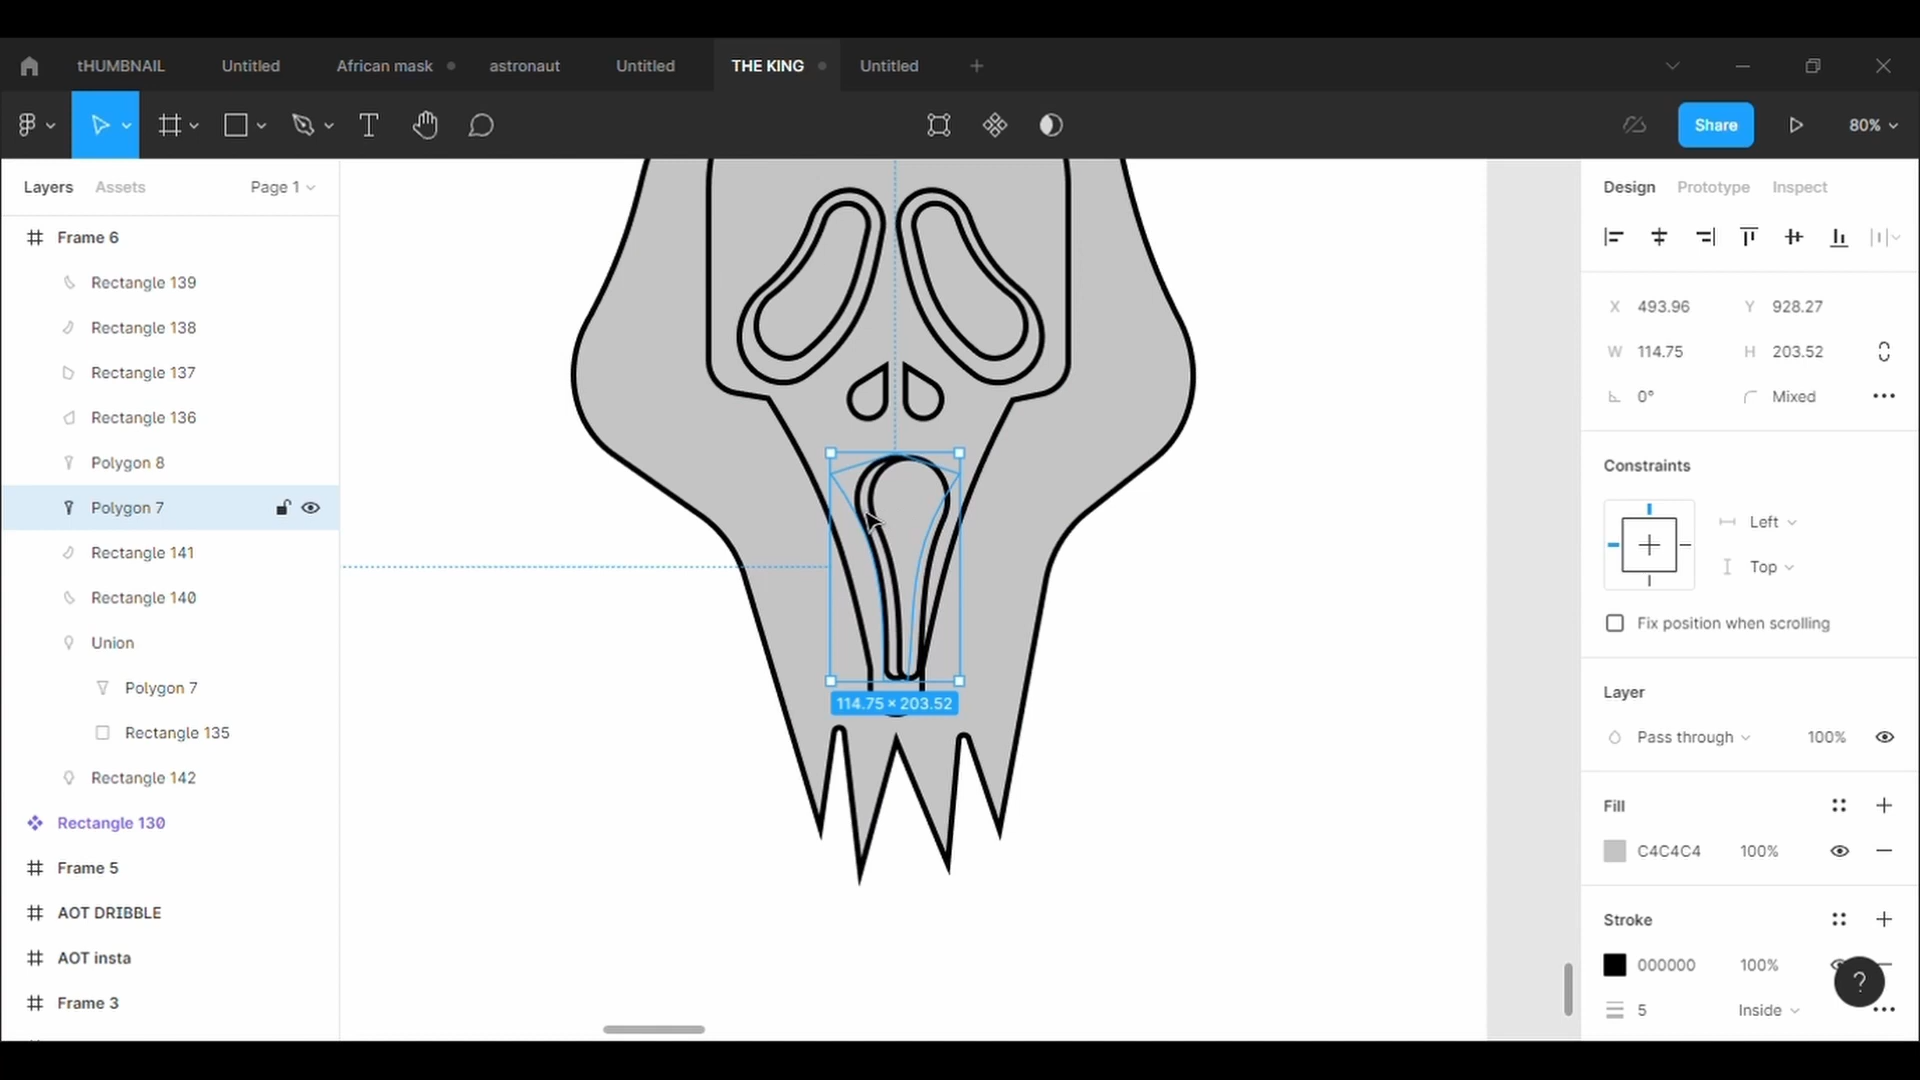 tHUMBNAIL Untitled African mask astronaut Untitled THE KING Untitled
Share 80%
Layers Assets Page 1
Frame 6
Rectangle 139
Rectangle 138
Rectangle 137
Rectangle 136
Polygon 8
Polygon 7
Rectangle 141
Rectangle 140
Union
Polygon 7
Rectangle 135
Rectangle 142
Rectangle 130
Frame 5
AOT DRIBBLE
AOT insta
Frame 3
114.75 × 203.52
Design Prototype Inspect
X 493.96 Y 928.27
W 114.75 H 203.52
0° Mixed
Constraints
Left
Top
Fix position when scrolling
Layer
Pass through 100%
Fill
C4C4C4 100%
Stroke
000000 100%
5 Inside
?